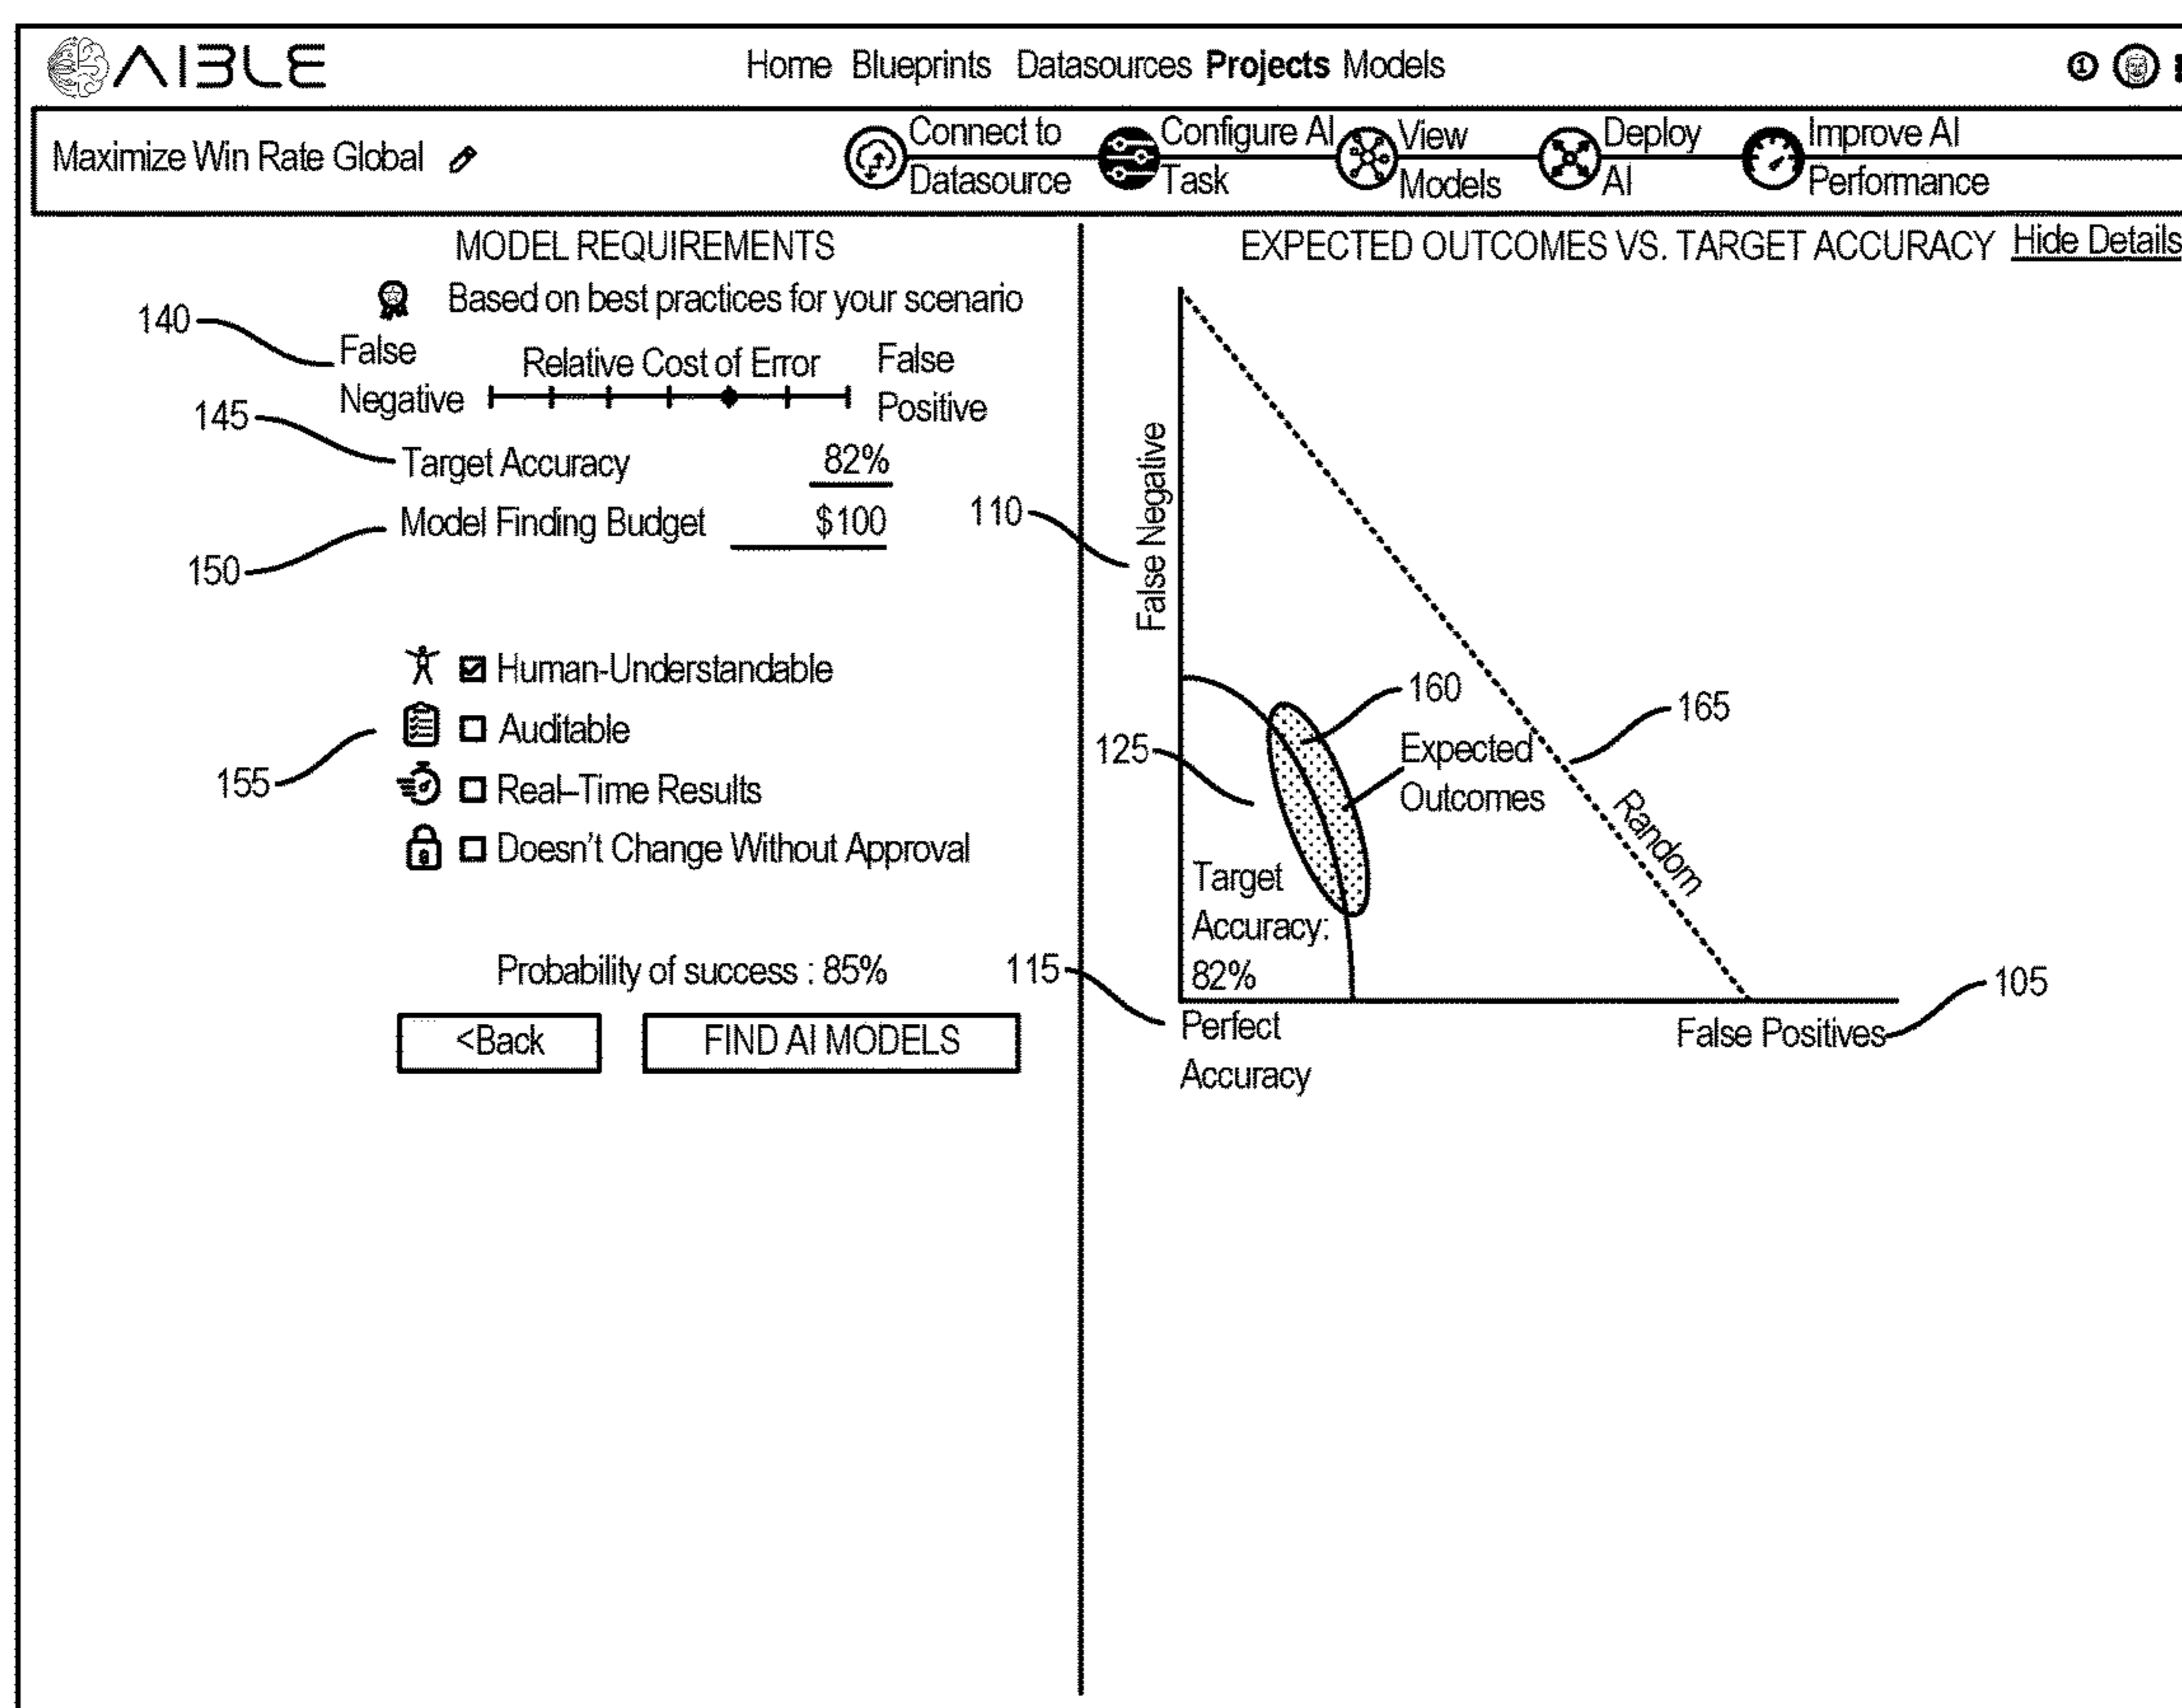 AIBLE
Home Blueprints Datasources Projects Models
1
Maximize Win Rate Global
Connect to
Datasource
Configure AI
Task
View
Models
Deploy
AI
Improve AI
Performance
MODEL REQUIREMENTS
Based on best practices for your scenario
140
False
Negative
Relative Cost of Error
False
Positive
145
Target Accuracy 82%
Model Finding Budget $100
150
Human-Understandable
Auditable
155
Real-Time Results
Doesn't Change Without Approval
Probability of success : 85%
<Back
FIND AI MODELS
EXPECTED OUTCOMES VS. TARGET ACCURACY Hide Details
110
False Negative
160
165
125
Expected
Outcomes
Random
Target
Accuracy:
82%
115
105
Perfect
Accuracy
False Positives